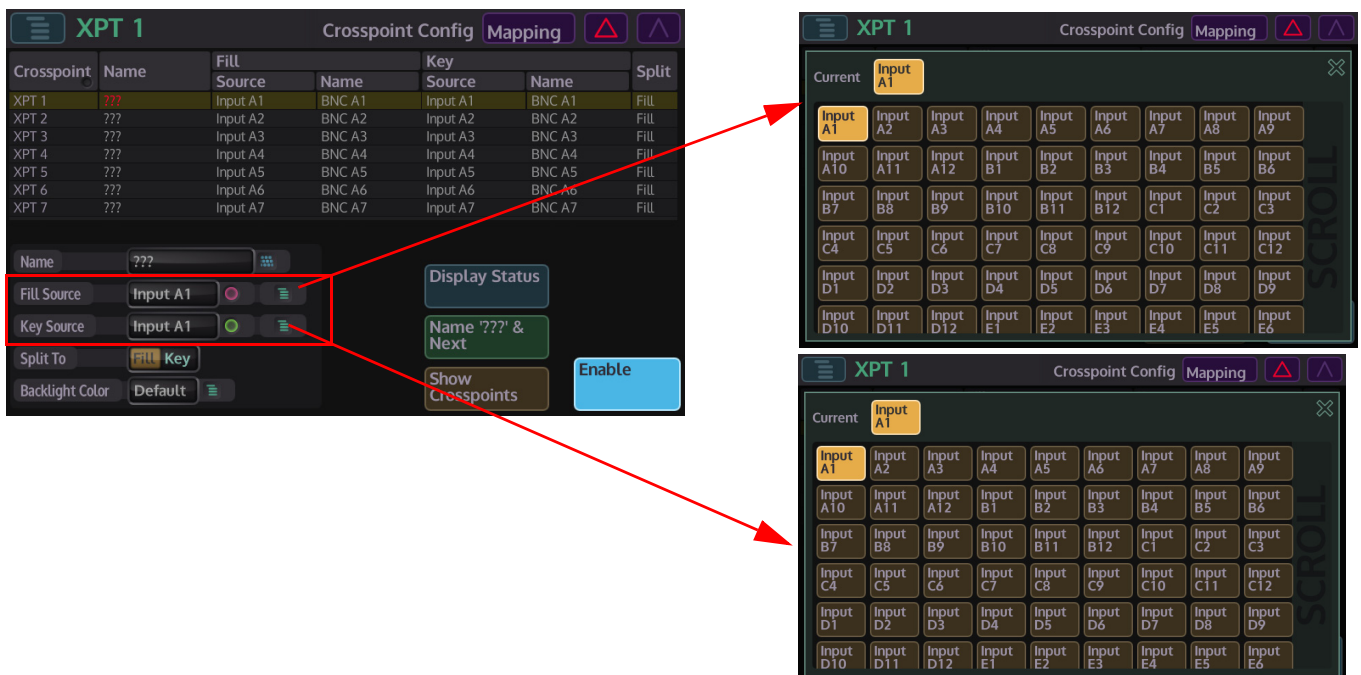 XPT 1 Crosspoint Config Mapping
Crosspoint Name Fill Key Split
Source Name Source Name
XPT 1 ??? Input A1 BNC A1 Input A1 BNC A1 Fill
XPT 2 ??? Input A2 BNC A2 Input A2 BNC A2 Fill
XPT 3 ??? Input A3 BNC A3 Input A3 BNC A3 Fill
XPT 4 ??? Input A4 BNC A4 Input A4 BNC A4 Fill
XPT 5 ??? Input A5 BNC A5 Input A5 BNC A5 Fill
XPT 6 ??? Input A6 BNC A6 Input A6 BNC A6 Fill
XPT 7 ??? Input A7 BNC A7 Input A7 BNC A7 Fill
Name ???
Fill Source Input A1
Key Source Input A1
Split To Fill Key
Backlight Color Default
Display Status
Name '???' &
Next
Show
Crosspoints
Enable
XPT 1 Crosspoint Config Mapping
Current Input
A1
Input Input Input Input Input Input Input Input Input
A1 A2 A3 A4 A5 A6 A7 A8 A9
Input Input Input Input Input Input Input Input Input
A10 A11 A12 B1 B2 B3 B4 B5 B6
Input Input Input Input Input Input Input Input Input
B7 B8 B9 B10 B11 B12 C1 C2 C3
Input Input Input Input Input Input Input Input Input
C4 C5 C6 C7 C8 C9 C10 C11 C12
Input Input Input Input Input Input Input Input Input
D1 D2 D3 D4 D5 D6 D7 D8 D9
Input Input Input Input Input Input Input Input Input
D10 D11 D12 E1 E2 E3 E4 E5 E6
SCROLL
XPT 1 Crosspoint Config Mapping
Current Input
A1
Input Input Input Input Input Input Input Input Input
A1 A2 A3 A4 A5 A6 A7 A8 A9
Input Input Input Input Input Input Input Input Input
A10 A11 A12 B1 B2 B3 B4 B5 B6
Input Input Input Input Input Input Input Input Input
B7 B8 B9 B10 B11 B12 C1 C2 C3
Input Input Input Input Input Input Input Input Input
C4 C5 C6 C7 C8 C9 C10 C11 C12
Input Input Input Input Input Input Input Input Input
D1 D2 D3 D4 D5 D6 D7 D8 D9
Input Input Input Input Input Input Input Input Input
D10 D11 D12 E1 E2 E3 E4 E5 E6
SCROLL